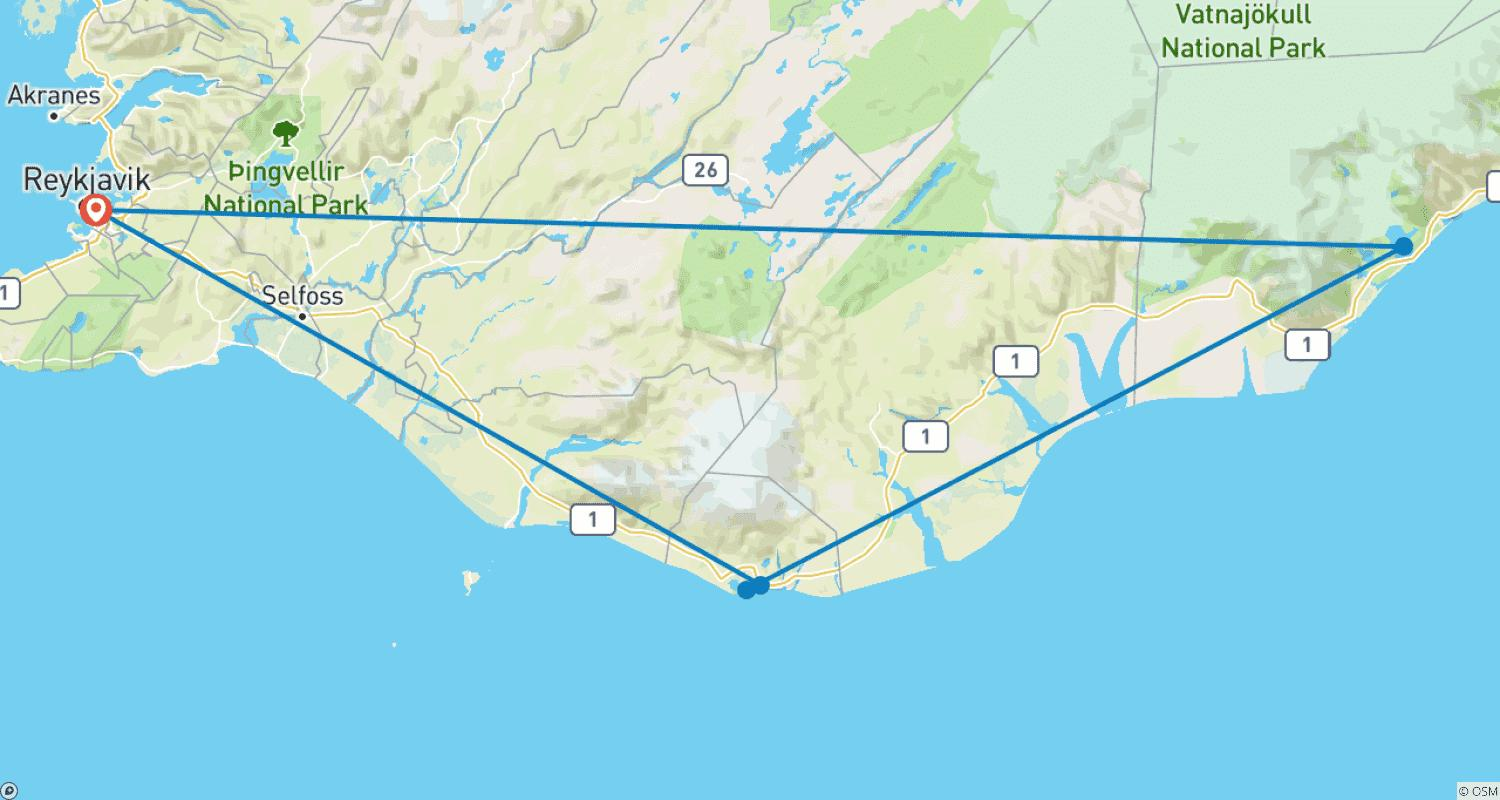 Vatnajökull
National Park
Akranes
26
Reykjavik
Þingvellir
National Park
1
Selfoss
1
1
1
1
© OSM